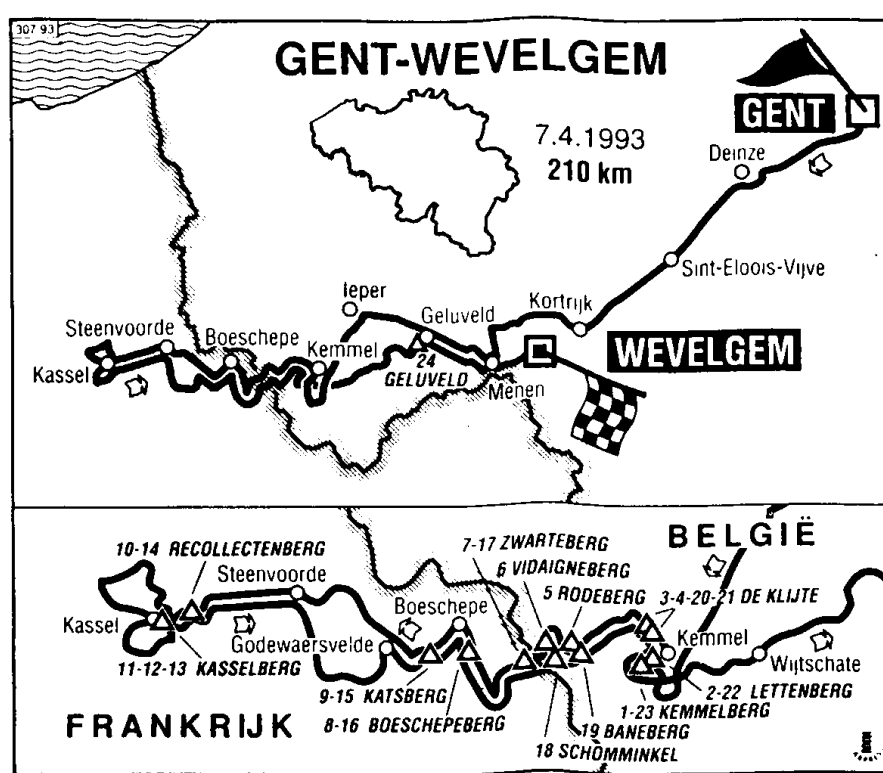 307 93
GENT-WEVELGEM
7.4.1993
210 km
GENT
Deinze
Sint-Eloois-Vijve
Ieper
Geluveld
Kortrijk
Steenvoorde
Boeschepe
Kemmel
WEVELGEM
Kassel
24
GELUVELD
Menen
BELGIË
10-14 RECOLLECTENBERG
7-17 ZWARTEBERG
6 VIDAIGNEBERG
Steenvoorde
5 RODEBERG
3-4-20-21 DE KLIJTE
Boeschepe
Kassel
Godewaersvelde
Kemmel
Wijtschate
11-12-13 KASSELBERG
9-15 KATSBERG
2-22 LETTENBERG
1-23 KEMMELBERG
FRANKRIJK
8-16 BOESCHEPEBERG
19 BANEBERG
18 SCHOMMINKEL